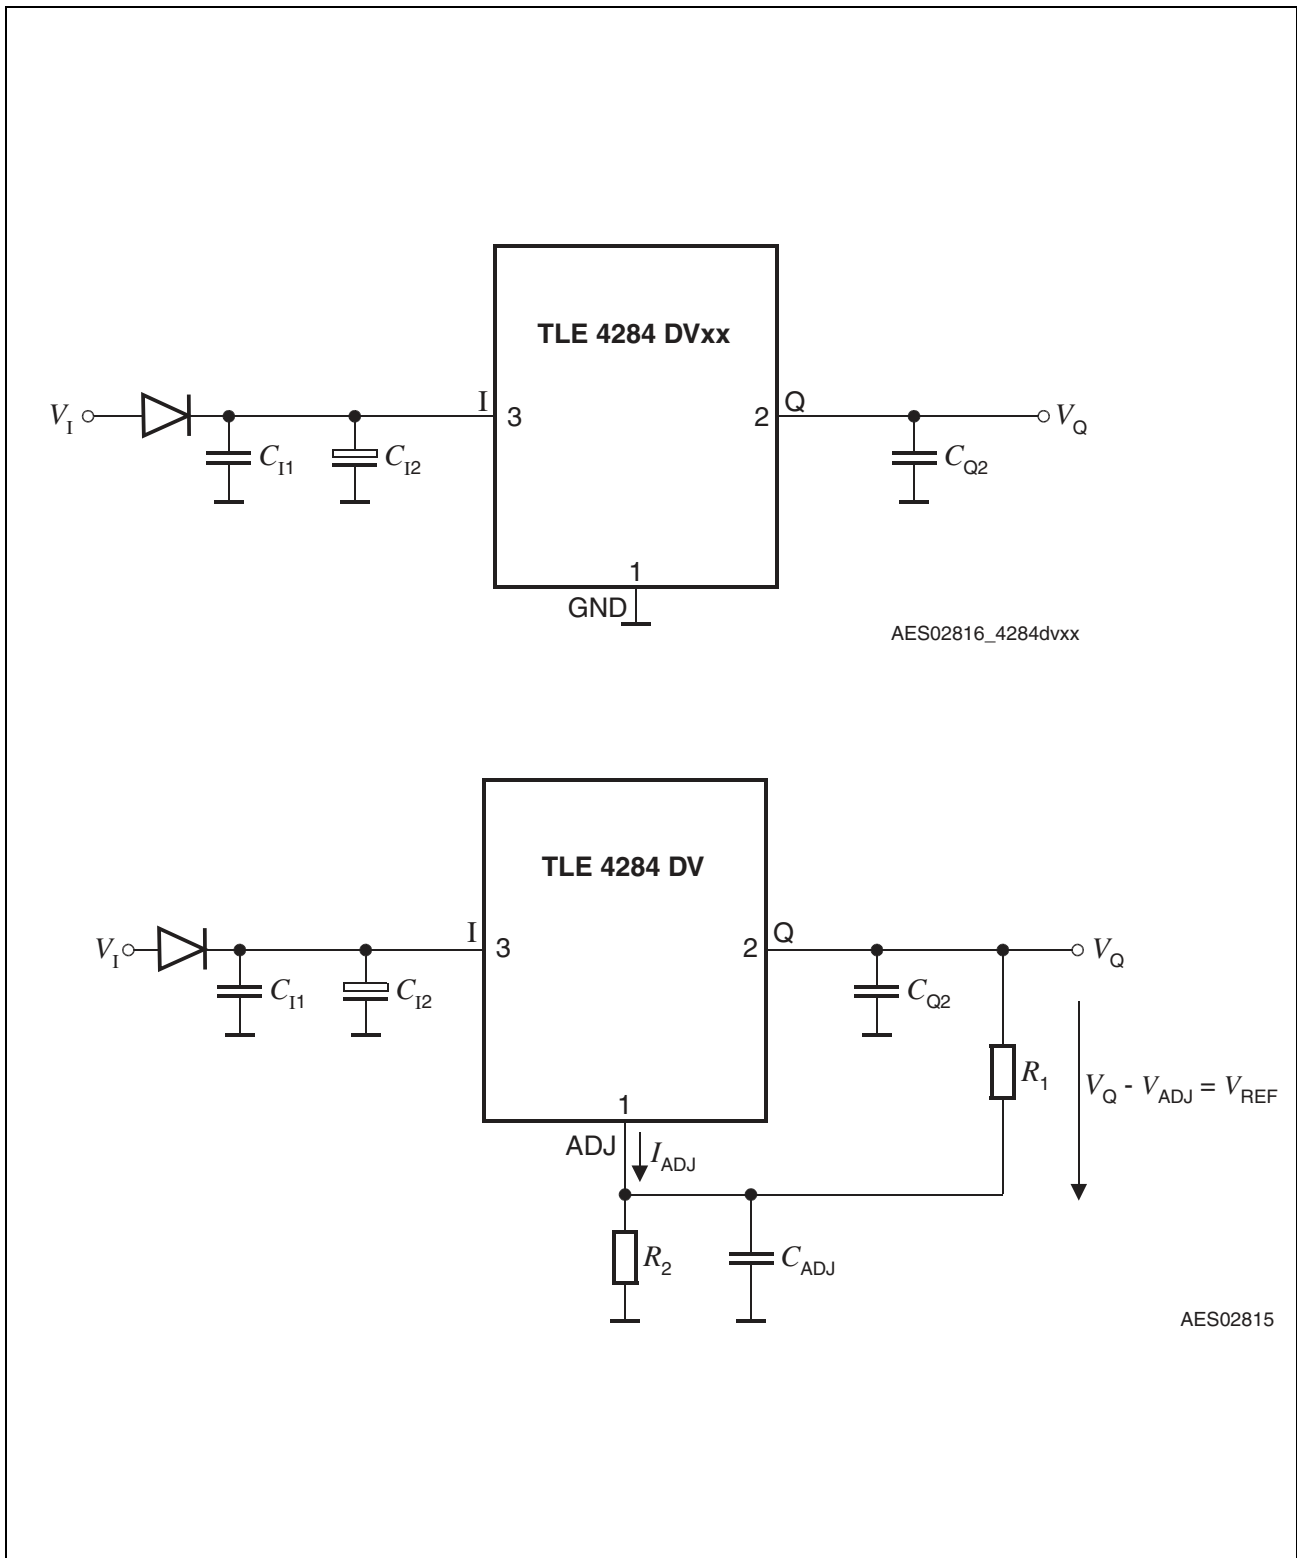 TLE 4284 DVxx
V_I
I
3
2
Q
V_Q
C_I1
C_I2
C_Q2
1
GND
AES02816_4284dvxx
TLE 4284 DV
V_I
I
3
2
Q
V_Q
C_I1
C_I2
C_Q2
R_1
V_Q - V_ADJ = V_REF
1
ADJ
I_ADJ
R_2
C_ADJ
AES02815